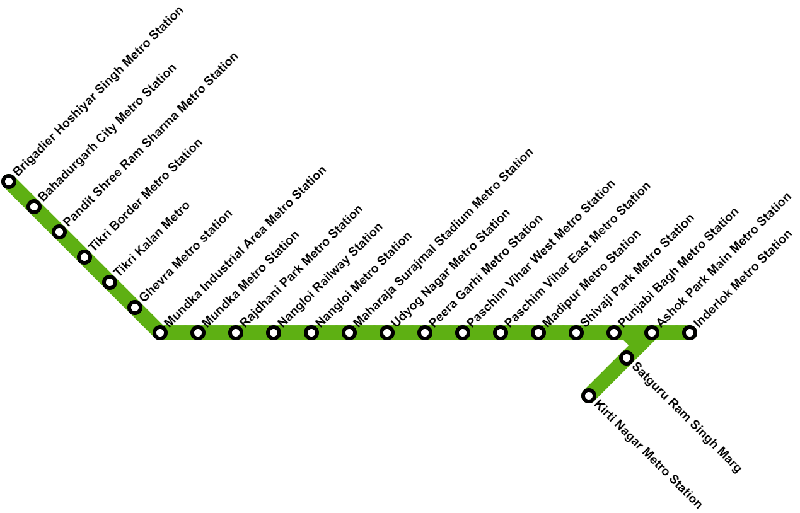 Brigadier Hoshiyar Singh Metro Station
Bahadurgarh City Metro Station
Pandit Shree Ram Sharma Metro Station
Tikri Border Metro Station
Tikri Kalan Metro
Ghevra Metro station
Mundka Industrial Area Metro Station
Mundka Metro Station
Rajdhani Park Metro Station
Nangloi Railway Station
Nangloi Metro Station
Maharaja Surajmal Stadium Metro Station
Udyog Nagar Metro Station
Peera Garhi Metro Station
Paschim Vihar West Metro Station
Paschim Vihar East Metro Station
Madipur Metro Station
Shivaji Park Metro Station
Punjabi Bagh Metro Station
Ashok Park Main Metro Station
Inderlok Metro Station
Satguru Ram Singh Marg
Kirti Nagar Metro Station